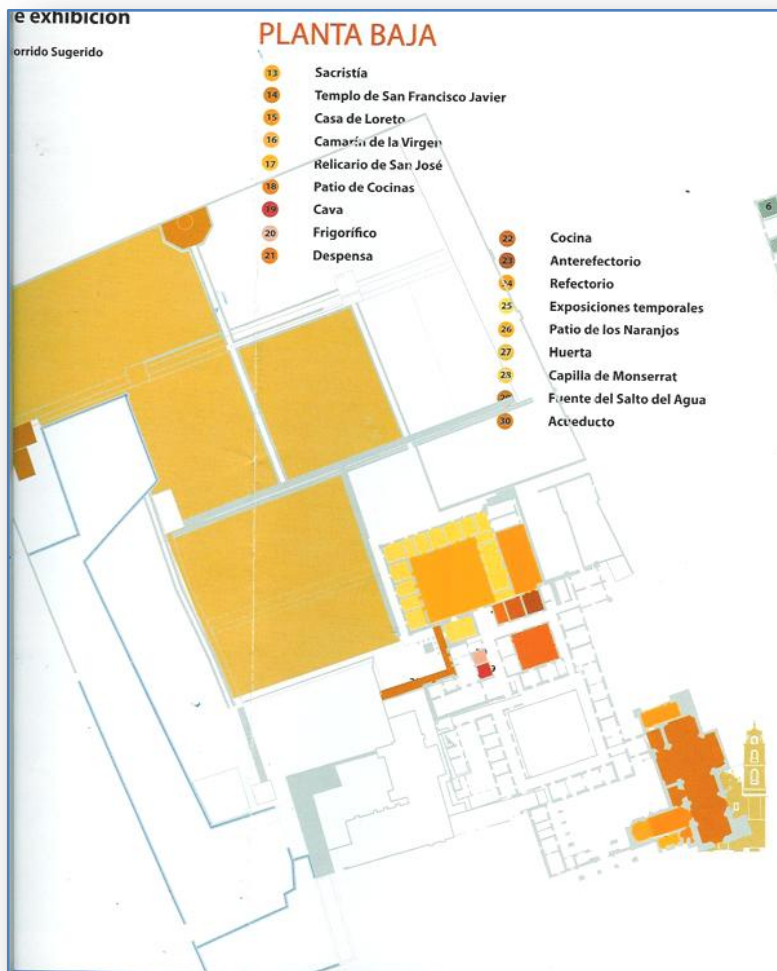 e exhibición
orrido Sugerido
PLANTA BAJA
13 Sacristía
14 Templo de San Francisco Javier
15 Casa de Loreto
16 Camarín de la Virgen
17 Relicario de San José
18 Patio de Cocinas
19 Cava
20 Frigorífico
21 Despensa
22 Cocina
23 Anterefectorio
24 Refectorio
25 Exposiciones temporales
26 Patio de los Naranjos
27 Huerta
28 Capilla de Monserrat
29 Fuente del Salto del Agua
30 Acueducto
6